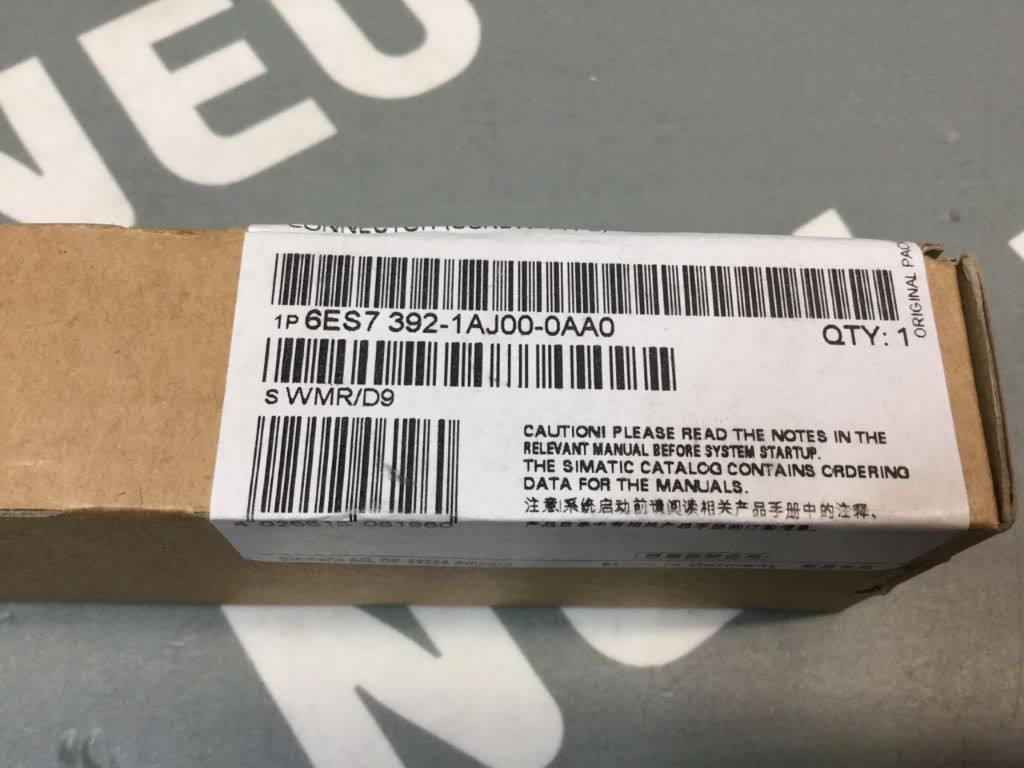 NEU
1P 6ES7 392-1AJ00-0AA0
QTY: 1
ORIGINAL
S WMR/D9
CAUTION! PLEASE READ THE NOTES IN THE
RELEVANT MANUAL BEFORE SYSTEM STARTUP.
THE SIMATIC CATALOG CONTAINS ORDERING
DATA FOR THE MANUALS.
注意!系统启动前请阅读相关产品手册中的注释、
Germany